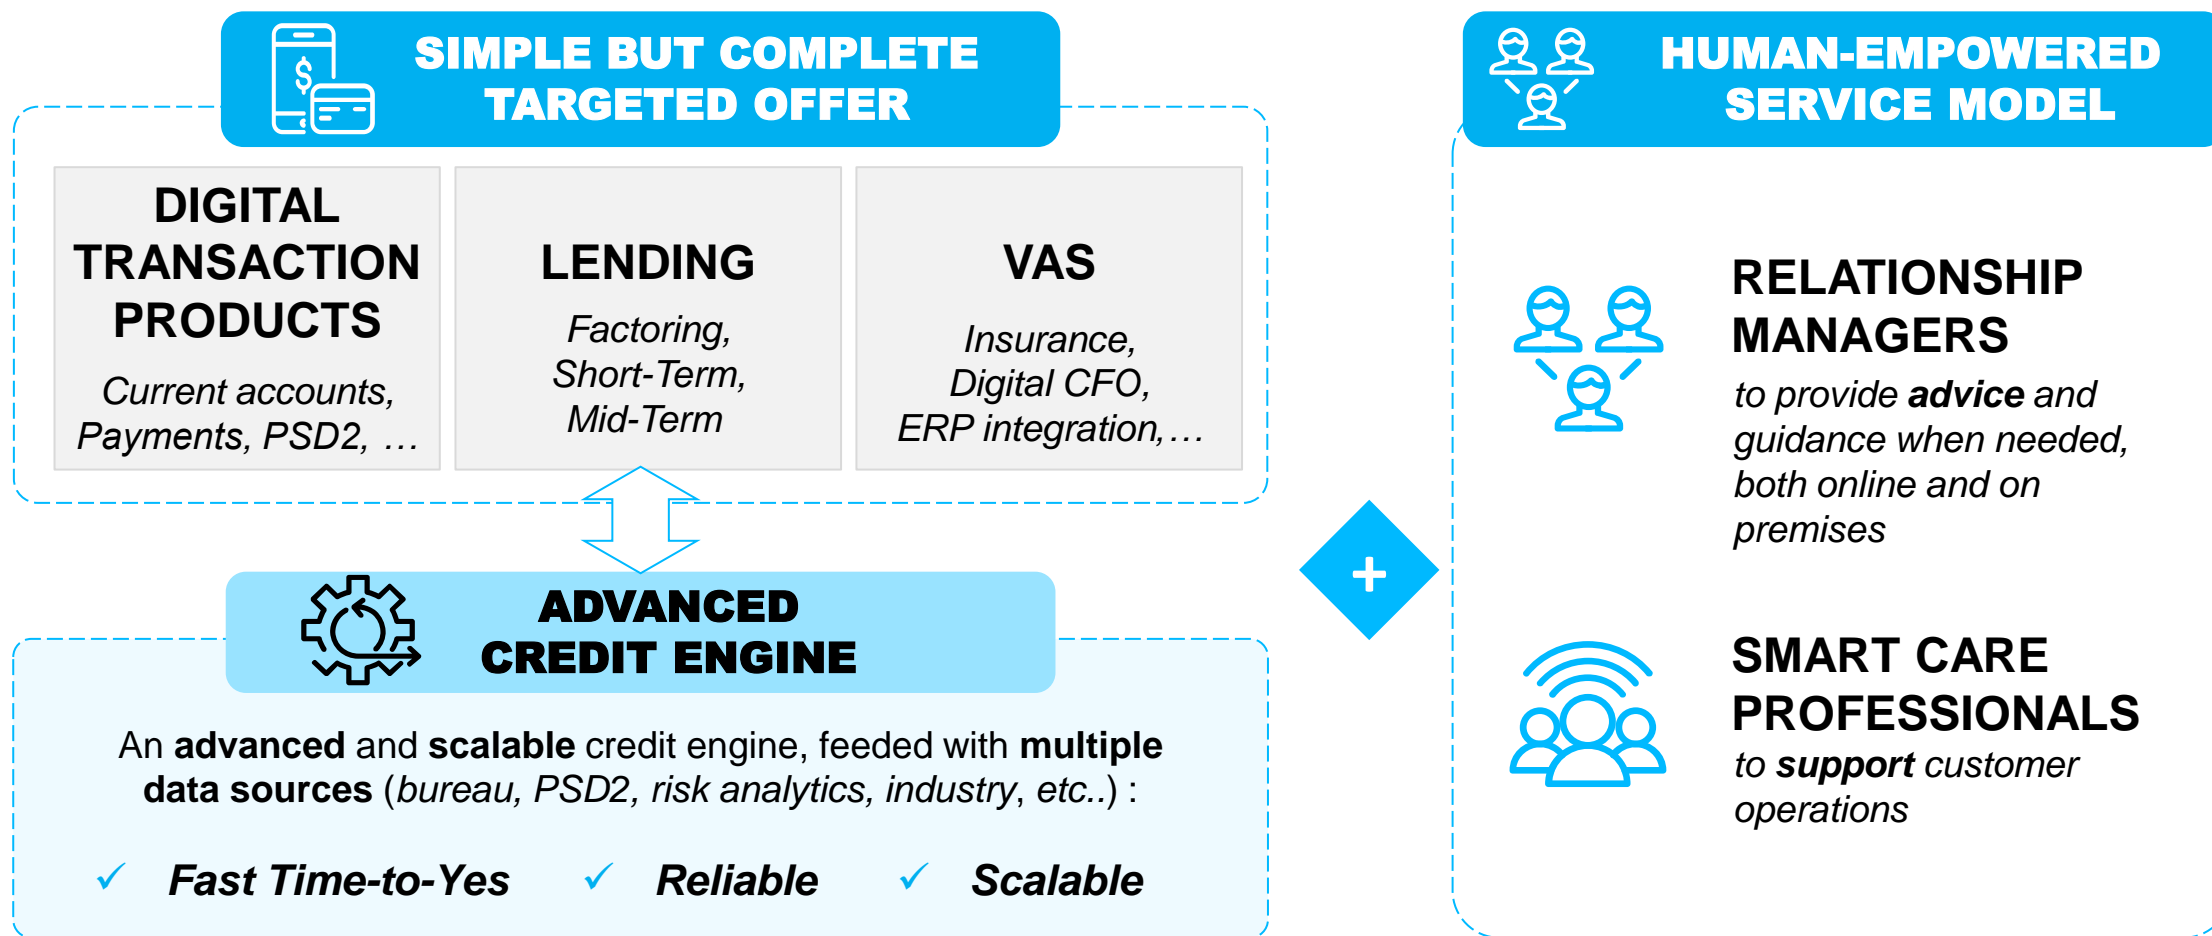 SIMPLE BUT COMPLETE
TARGETED OFFER
DIGITAL
TRANSACTION
PRODUCTS
Current accounts,
Payments, PSD2, …
LENDING
Factoring,
Short-Term,
Mid-Term
VAS
Insurance,
Digital CFO,
ERP integration,…
ADVANCED
CREDIT ENGINE
An advanced and scalable credit engine, feeded with multiple
data sources (bureau, PSD2, risk analytics, industry, etc..) :
✓ Fast Time-to-Yes ✓ Reliable ✓ Scalable
+
HUMAN-EMPOWERED
SERVICE MODEL
RELATIONSHIP
MANAGERS
to provide advice and
guidance when needed,
both online and on
premises
SMART CARE
PROFESSIONALS
to support customer
operations